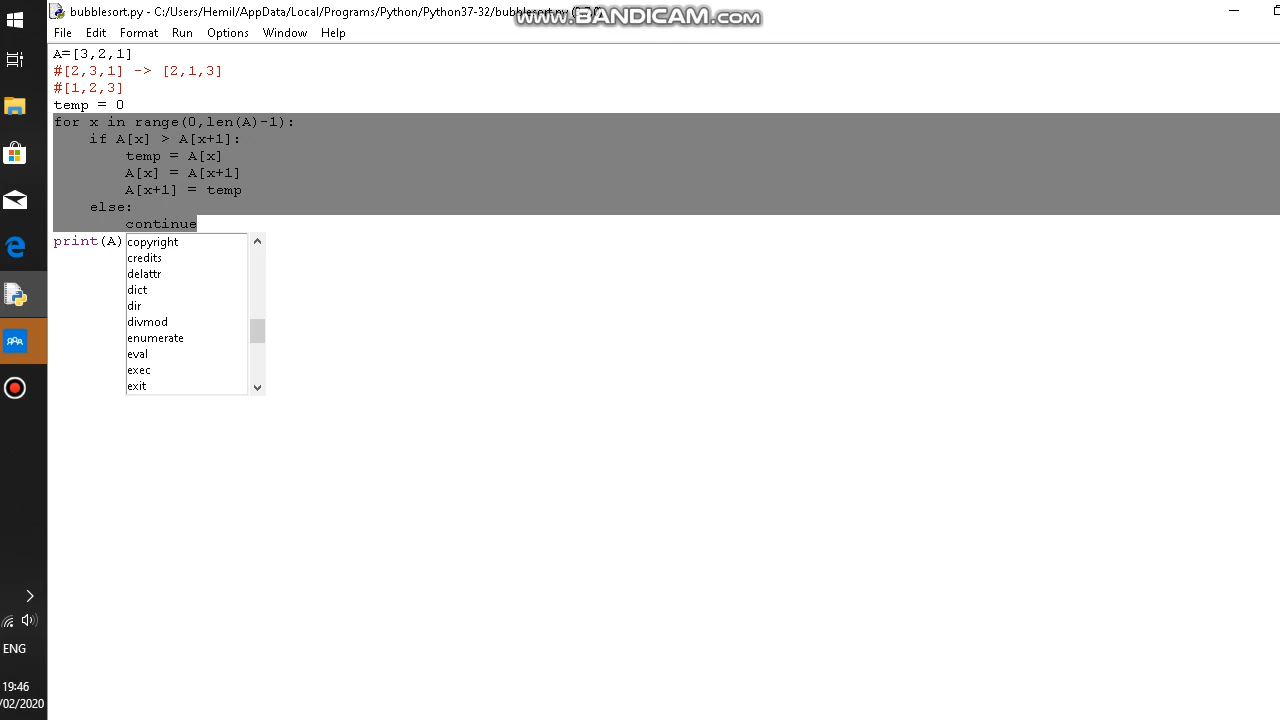 bubblesort.py - C:/Users/Hemil/AppData/Local/Programs/Python/Python37-32/bubblesort.py
www.BANDICAM.com
File Edit Format Run Options Window Help
A=[3,2,1]
#[2,3,1] -> [2,1,3]
#[1,2,3]
temp = 0
for x in range(0,len(A)-1):
    if A[x] > A[x+1]:
        temp = A[x]
        A[x] = A[x+1]
        A[x+1] = temp
    else:
        continue
print(A)
copyright
credits
delattr
dict
dir
divmod
enumerate
eval
exec
exit
ENG
19:46
/02/2020